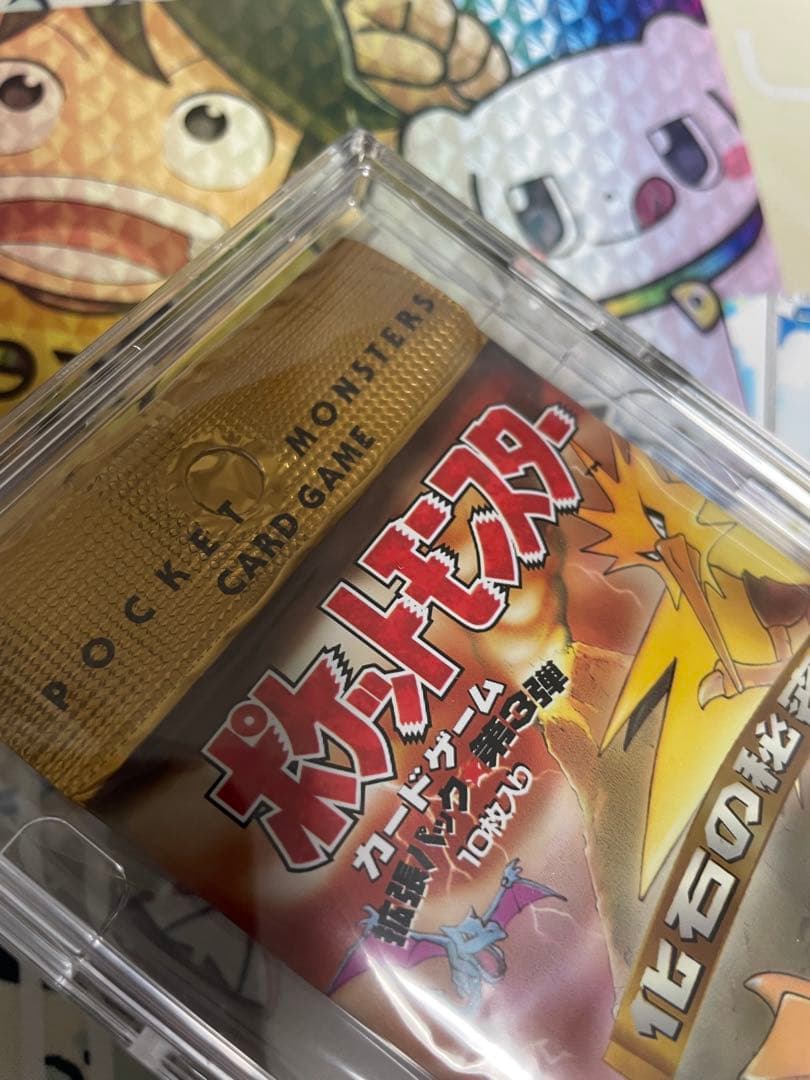 POCKET MONSTERS
CARD GAME
ポケットモンスター
カードゲーム
拡張パック★第3弾
10枚入り
化石の秘密